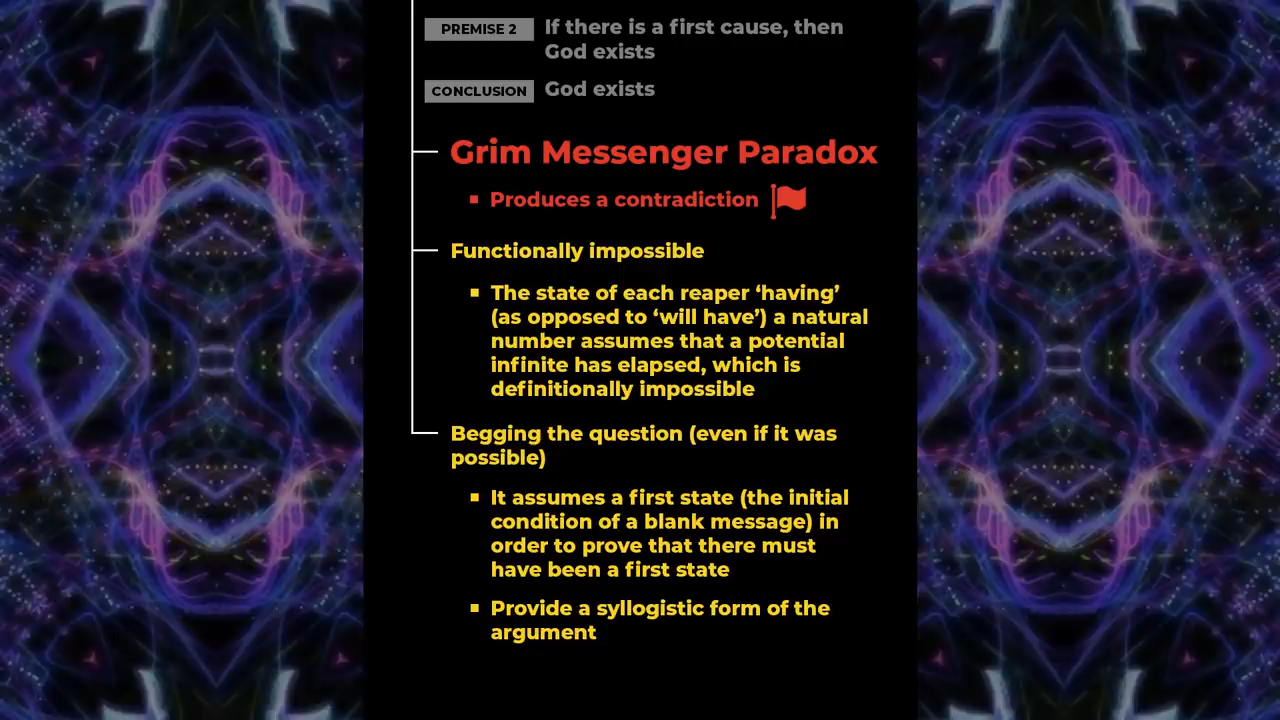 PREMISE 2 If there is a first cause, then
God exists
CONCLUSION God exists
Grim Messenger Paradox
Produces a contradiction
Functionally impossible
The state of each reaper ‘having’
(as opposed to ‘will have’) a natural
number assumes that a potential
infinite has elapsed, which is
definitionally impossible
Begging the question (even if it was
possible)
It assumes a first state (the initial
condition of a blank message) in
order to prove that there must
have been a first state
Provide a syllogistic form of the
argument